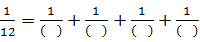 1/12 = 1/( ) + 1/( ) + 1/( ) + 1/( )